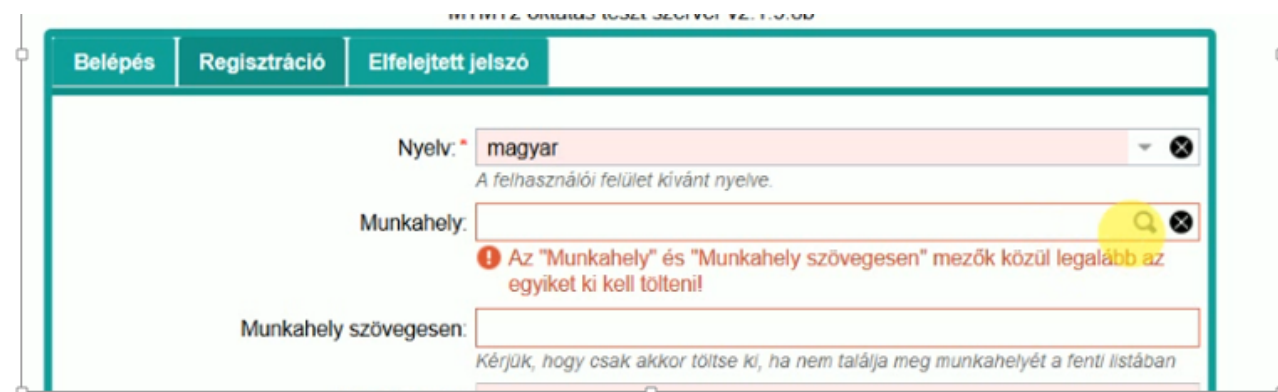 Belépés Regisztráció Elfelejtett jelszó
Nyelv:* magyar
A felhasználói felület kívánt nyelve.
Munkahely:
Az "Munkahely" és "Munkahely szövegesen" mezők közül legalább az
egyiket ki kell tölteni!
Munkahely szövegesen:
Kérjük, hogy csak akkor töltse ki, ha nem találja meg munkahelyét a fenti listában